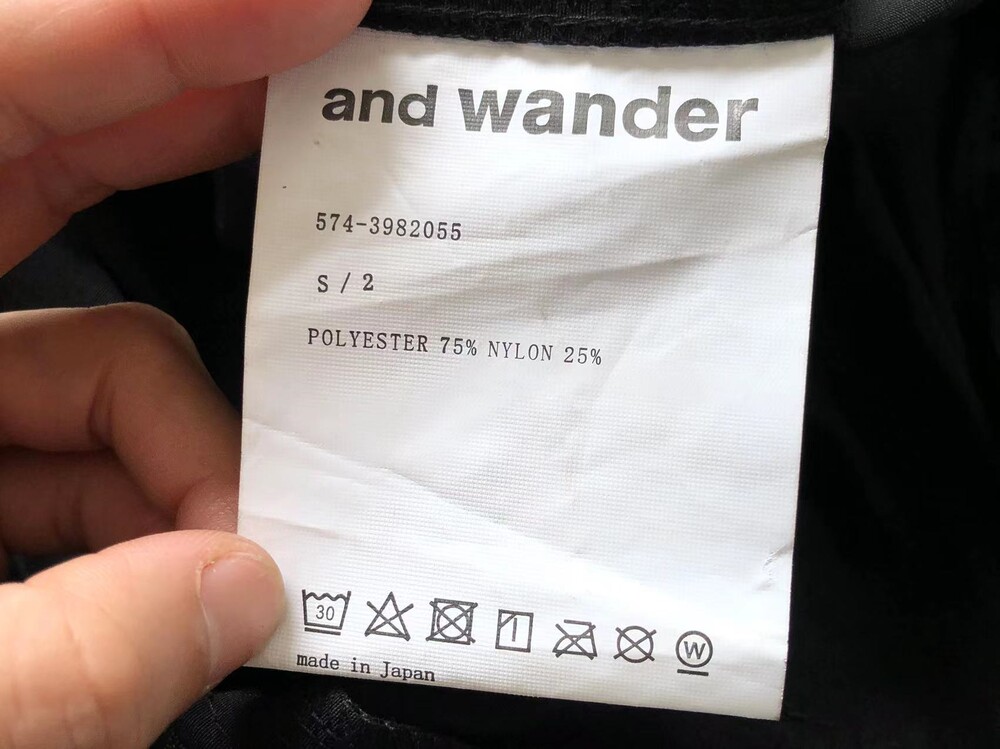 and wander
574-3982055
S / 2
POLYESTER 75% NYLON 25%
30 W
made in Japan